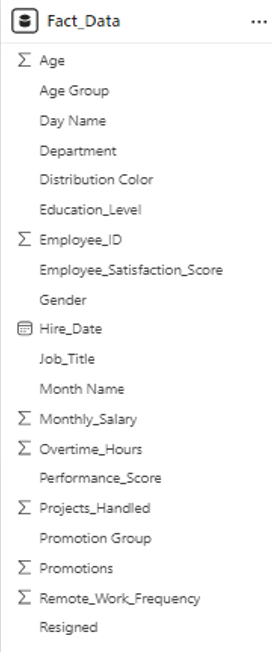 Fact_Data
Age
Age Group
Day Name
Department
Distribution Color
Education_Level
Employee_ID
Employee_Satisfaction_Score
Gender
Hire_Date
Job_Title
Month Name
Monthly_Salary
Overtime_Hours
Performance_Score
Projects_Handled
Promotion Group
Promotions
Remote_Work_Frequency
Resigned